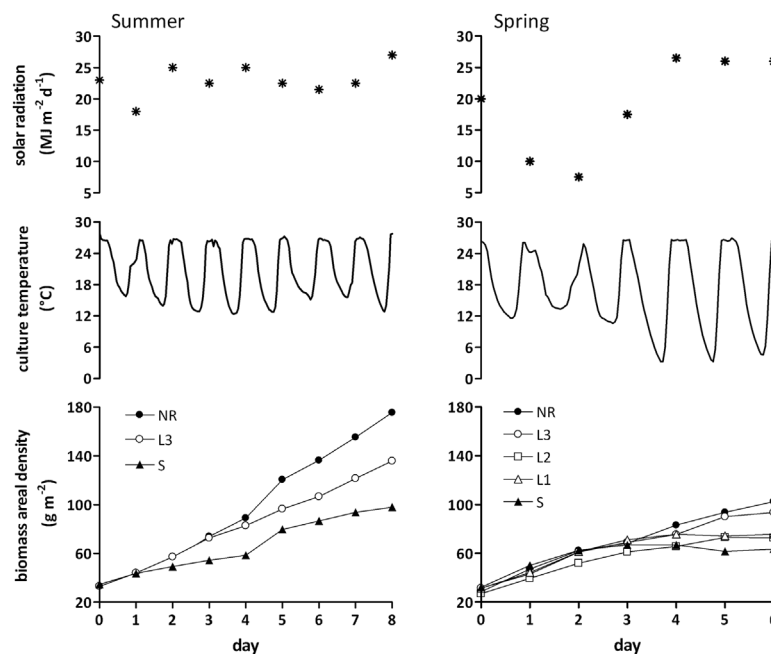 Summer
Spring
solar radiation
(MJ m⁻² d⁻¹)
30
25
20
15
10
5
30
25
20
15
10
5
culture temperature
(°C)
30
24
18
12
6
0
30
24
18
12
6
0
biomass areal density
(g m⁻²)
180
140
100
60
20
NR
L3
S
180
140
100
60
20
NR
L3
L2
L1
S
0 1 2 3 4 5 6 7 8
day
0 1 2 3 4 5
day